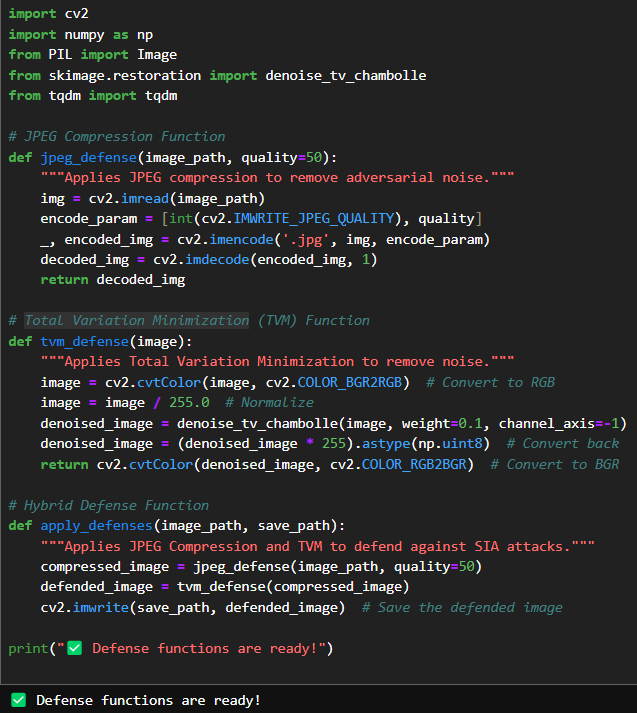 import cv2
import numpy as np
from PIL import Image
from skimage.restoration import denoise_tv_chambolle
from tqdm import tqdm

# JPEG Compression Function
def jpeg_defense(image_path, quality=50):
    """Applies JPEG compression to remove adversarial noise."""
    img = cv2.imread(image_path)
    encode_param = [int(cv2.IMWRITE_JPEG_QUALITY), quality]
    _, encoded_img = cv2.imencode('.jpg', img, encode_param)
    decoded_img = cv2.imdecode(encoded_img, 1)
    return decoded_img

# Total Variation Minimization (TVM) Function
def tvm_defense(image):
    """Applies Total Variation Minimization to remove noise."""
    image = cv2.cvtColor(image, cv2.COLOR_BGR2RGB)  # Convert to RGB
    image = image / 255.0  # Normalize
    denoised_image = denoise_tv_chambolle(image, weight=0.1, channel_axis=-1)
    denoised_image = (denoised_image * 255).astype(np.uint8)  # Convert back
    return cv2.cvtColor(denoised_image, cv2.COLOR_RGB2BGR)  # Convert to BGR

# Hybrid Defense Function
def apply_defenses(image_path, save_path):
    """Applies JPEG Compression and TVM to defend against SIA attacks."""
    compressed_image = jpeg_defense(image_path, quality=50)
    defended_image = tvm_defense(compressed_image)
    cv2.imwrite(save_path, defended_image)  # Save the defended image

print("✅ Defense functions are ready!")
✅ Defense functions are ready!